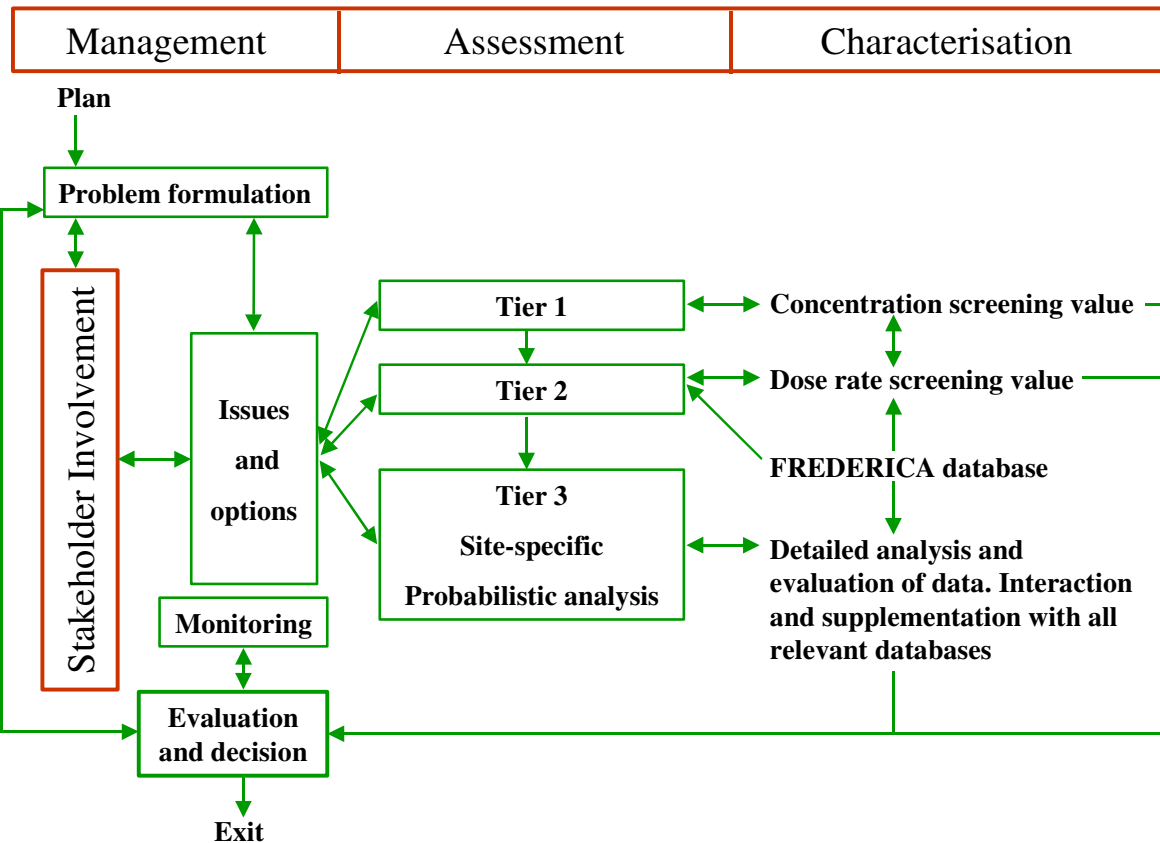 Management
Assessment
Characterisation
Plan
Problem formulation
Stakeholder Involvement
Issues
and
options
Monitoring
Evaluation
and decision
Exit
Tier 1
Tier 2
Tier 3
Site-specific
Probabilistic analysis
Concentration screening value
Dose rate screening value
FREDERICA database
Detailed analysis and
evaluation of data. Interaction
and supplementation with all
relevant databases